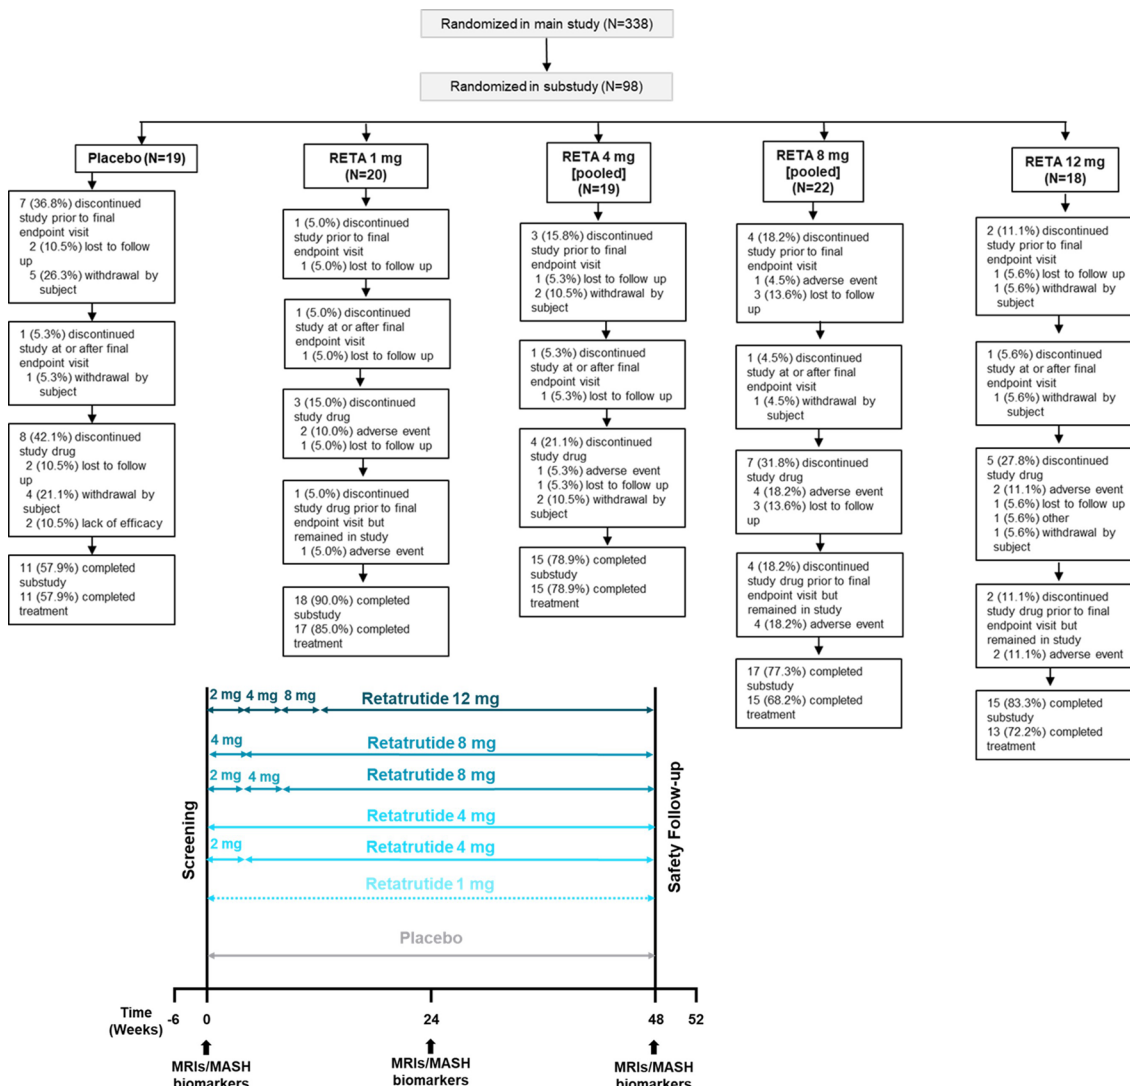 Randomized in main study (N=338)
Randomized in substudy (N=98)
Placebo (N=19)
7 (36.8%) discontinued
study prior to final
endpoint visit
2 (10.5%) lost to follow
up
5 (26.3%) withdrawal by
subject
1 (5.3%) discontinued
study at or after final
endpoint visit
1 (5.3%) withdrawal by
subject
8 (42.1%) discontinued
study drug
2 (10.5%) lost to follow
up
4 (21.1%) withdrawal by
subject
2 (10.5%) lack of efficacy
11 (57.9%) completed
substudy
11 (57.9%) completed
treatment
RETA 1 mg
(N=20)
1 (5.0%) discontinued
study prior to final
endpoint visit
1 (5.0%) lost to follow up
1 (5.0%) discontinued
study at or after final
endpoint visit
1 (5.0%) lost to follow up
3 (15.0%) discontinued
study drug
2 (10.0%) adverse event
1 (5.0%) lost to follow up
1 (5.0%) discontinued
study drug prior to final
endpoint visit but
remained in study
1 (5.0%) adverse event
18 (90.0%) completed
substudy
17 (85.0%) completed
treatment
RETA 4 mg
[pooled]
(N=19)
3 (15.8%) discontinued
study prior to final
endpoint visit
1 (5.3%) lost to follow up
2 (10.5%) withdrawal by
subject
1 (5.3%) discontinued
study at or after final
endpoint visit
1 (5.3%) lost to follow up
4 (21.1%) discontinued
study drug
1 (5.3%) adverse event
1 (5.3%) lost to follow up
2 (10.5%) withdrawal by
subject
15 (78.9%) completed
substudy
15 (78.9%) completed
treatment
RETA 8 mg
[pooled]
(N=22)
4 (18.2%) discontinued
study prior to final
endpoint visit
1 (4.5%) adverse event
3 (13.6%) lost to follow
up
1 (4.5%) discontinued
study at or after final
endpoint visit
1 (4.5%) withdrawal by
subject
7 (31.8%) discontinued
study drug
4 (18.2%) adverse event
3 (13.6%) lost to follow
up
4 (18.2%) discontinued
study drug prior to final
endpoint visit but
remained in study
4 (18.2%) adverse event
17 (77.3%) completed
substudy
15 (68.2%) completed
treatment
RETA 12 mg
(N=18)
2 (11.1%) discontinued
study prior to final
endpoint visit
1 (5.6%) lost to follow up
1 (5.6%) withdrawal by
subject
1 (5.6%) discontinued
study at or after final
endpoint visit
1 (5.6%) withdrawal by
subject
5 (27.8%) discontinued
study drug
2 (11.1%) adverse event
1 (5.6%) lost to follow up
1 (5.6%) other
1 (5.6%) withdrawal by
subject
2 (11.1%) discontinued
study drug prior to final
endpoint visit but
remained in study
2 (11.1%) adverse event
15 (83.3%) completed
substudy
13 (72.2%) completed
treatment
Screening
2 mg 4 mg 8 mg Retatrutide 12 mg
4 mg Retatrutide 8 mg
2 mg 4 mg Retatrutide 8 mg
Retatrutide 4 mg
2 mg Retatrutide 4 mg
Retatrutide 1 mg
Placebo
Safety Follow-up
Time
(Weeks)
-6 0 24 48 52
MRIs/MASH
biomarkers
MRIs/MASH
biomarkers
MRIs/MASH
biomarkers